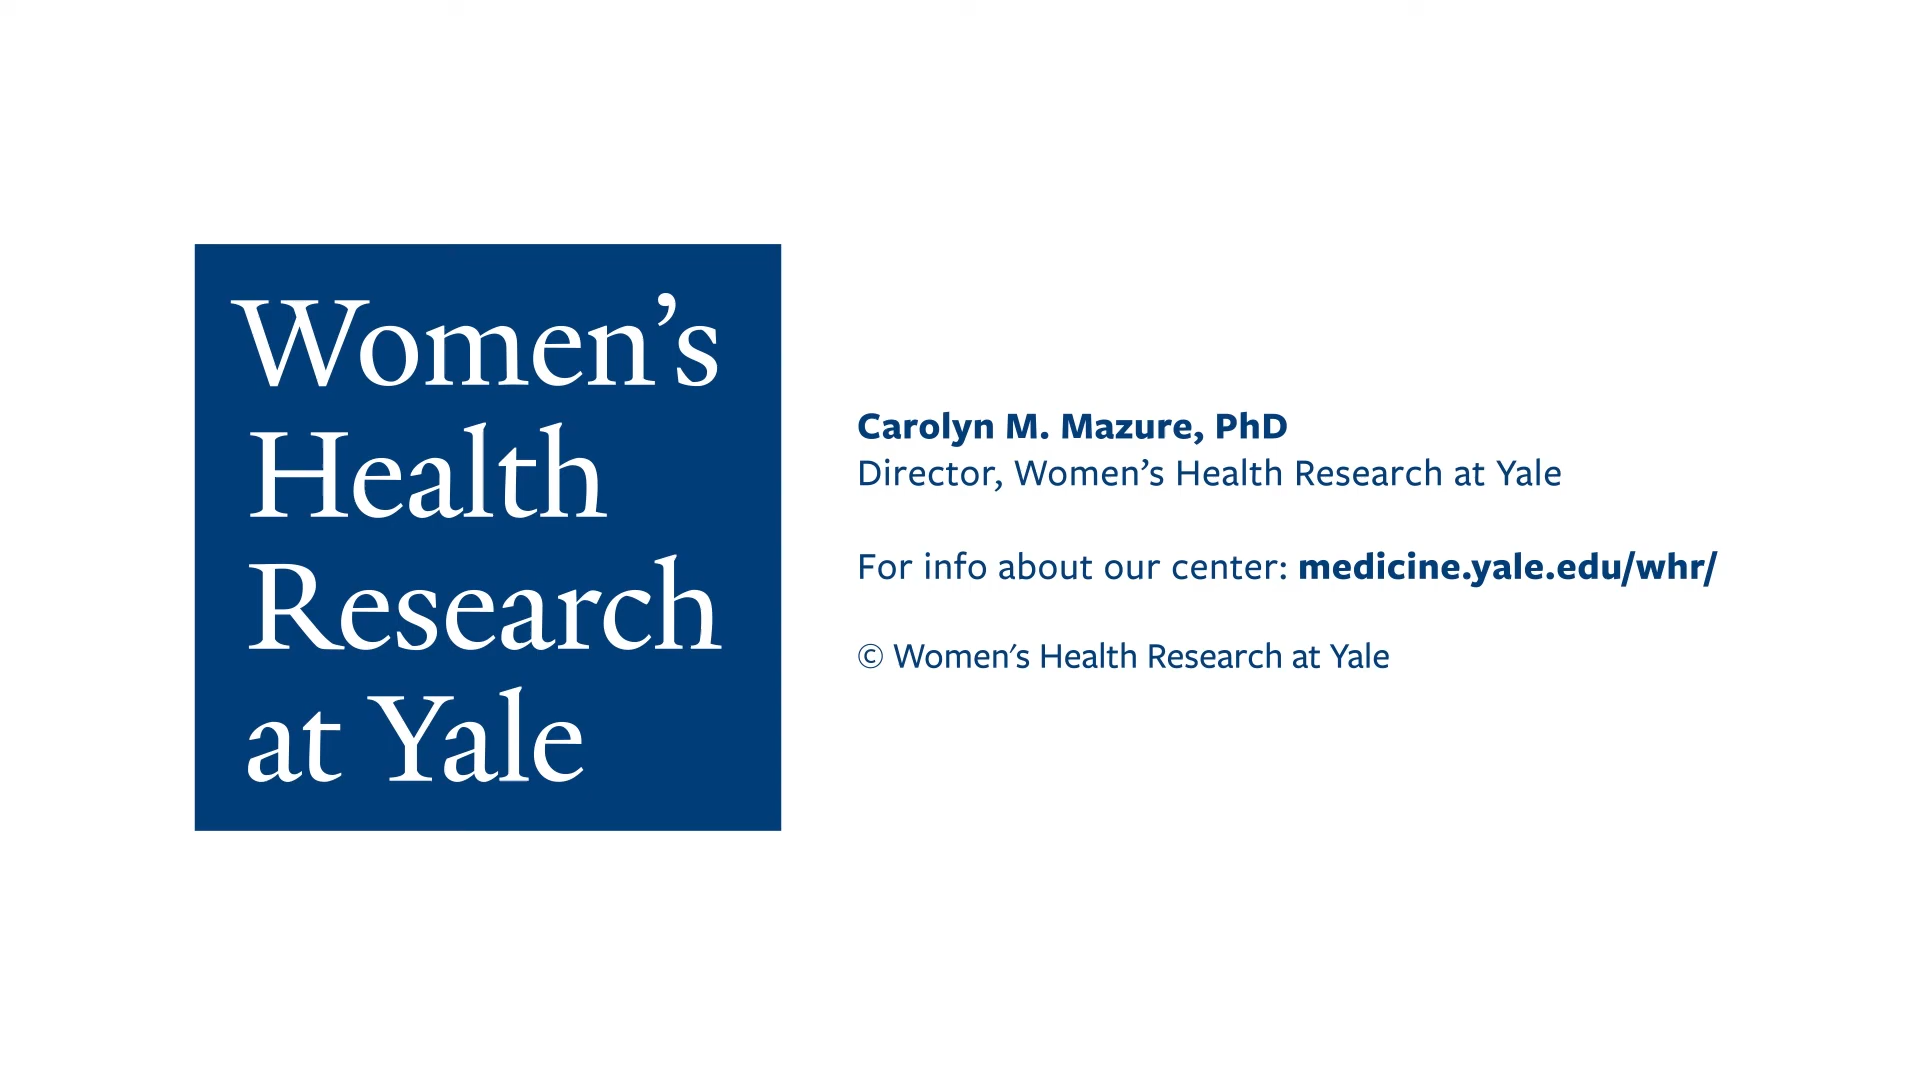 Women’s
Health
Research
at Yale
Carolyn M. Mazure, PhD
Director, Women’s Health Research at Yale
For info about our center: medicine.yale.edu/whr/
© Women's Health Research at Yale